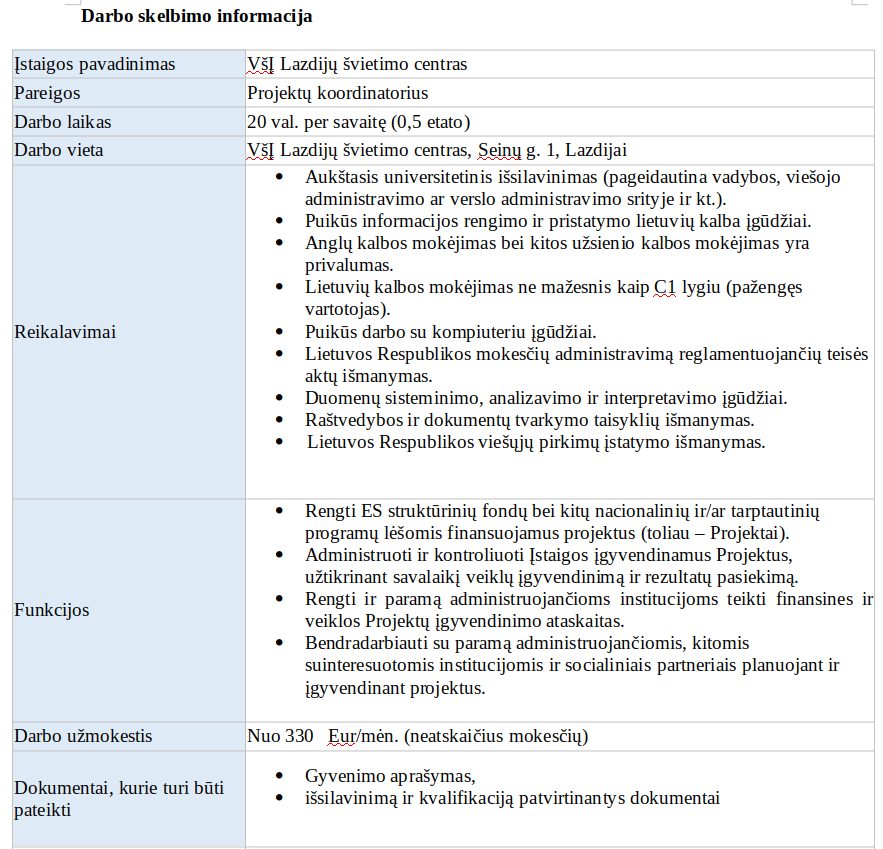 Darbo skelbimo informacija
Įstaigos pavadinimas
VšĮ Lazdijų švietimo centras
Pareigos
Projektų koordinatorius
Darbo laikas
20 val. per savaitę (0,5 etato)
Darbo vieta
VšĮ Lazdijų švietimo centras, Seinų g. 1, Lazdijai
Reikalavimai
• Aukštasis universitetinis išsilavinimas (pageidautina vadybos, viešojo
administravimo ar verslo administravimo srityje ir kt.).
• Puikūs informacijos rengimo ir pristatymo lietuvių kalba įgūdžiai.
• Anglų kalbos mokėjimas bei kitos užsienio kalbos mokėjimas yra
privalumas.
• Lietuvių kalbos mokėjimas ne mažesnis kaip C1 lygiu (pažengęs
vartotojas).
• Puikūs darbo su kompiuteriu įgūdžiai.
• Lietuvos Respublikos mokesčių administravimą reglamentuojančių teisės
aktų išmanymas.
• Duomenų sisteminimo, analizavimo ir interpretavimo įgūdžiai.
• Raštvedybos ir dokumentų tvarkymo taisyklių išmanymas.
• Lietuvos Respublikos viešųjų pirkimų įstatymo išmanymas.
Funkcijos
• Rengti ES struktūrinių fondų bei kitų nacionalinių ir/ar tarptautinių
programų lėšomis finansuojamus projektus (toliau – Projektai).
• Administruoti ir kontroliuoti Įstaigos įgyvendinamus Projektus,
užtikrinant savalaikį veiklų įgyvendinimą ir rezultatų pasiekimą.
• Rengti ir paramą administruojančioms institucijoms teikti finansines ir
veiklos Projektų įgyvendinimo ataskaitas.
• Bendradarbiauti su paramą administruojančiomis, kitomis
suinteresuotomis institucijomis ir socialiniais partneriais planuojant ir
įgyvendinant projektus.
Darbo užmokestis
Nuo 330 Eur/mėn. (neatskaičius mokesčių)
Dokumentai, kurie turi būti
pateikti
• Gyvenimo aprašymas,
• išsilavinimą ir kvalifikaciją patvirtinantys dokumentai